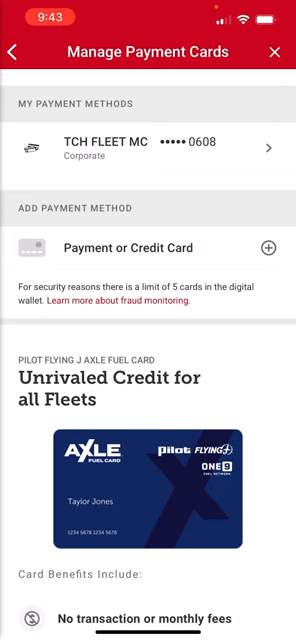 9:43
Manage Payment Cards
MY PAYMENT METHODS
TCH FLEET MC ••••• 0608
Corporate
ADD PAYMENT METHOD
Payment or Credit Card
For security reasons there is a limit of 5 cards in the digital
wallet. Learn more about fraud monitoring.
PILOT FLYING J AXLE FUEL CARD
Unrivaled Credit for
all Fleets
AXLE
FUEL CARD
Pilot FLYING J
ONE9
FUEL NETWORK
Taylor Jones
1234 5678 1234 5678
Card Benefits Include:
No transaction or monthly fees